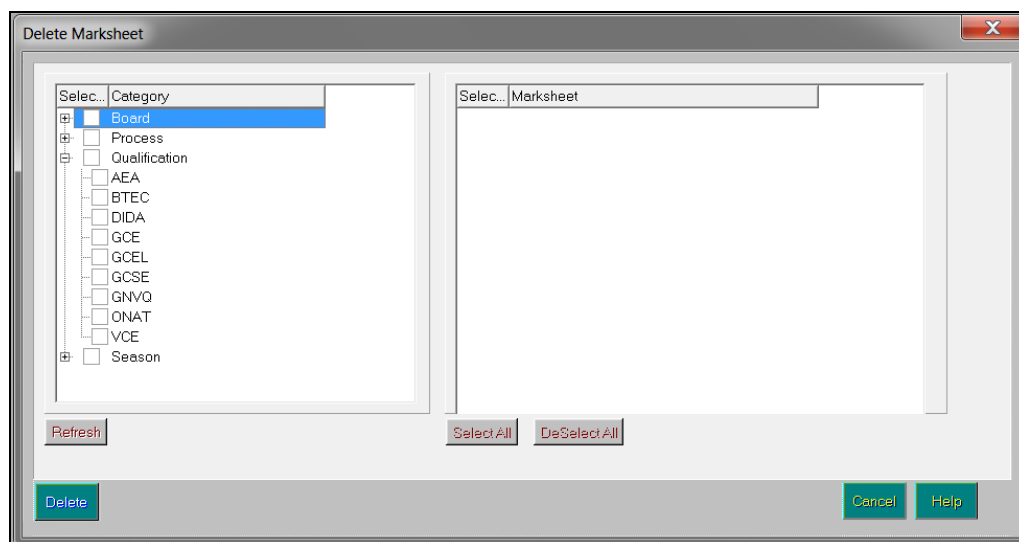 Delete Marksheet
Selec... Category
Board
Process
Qualification
AEA
BTEC
DIDA
GCE
GCEL
GCSE
GNVQ
ONAT
VCE
Season
Selec... Marksheet
Refresh
Select All DeSelect All
Delete Cancel Help